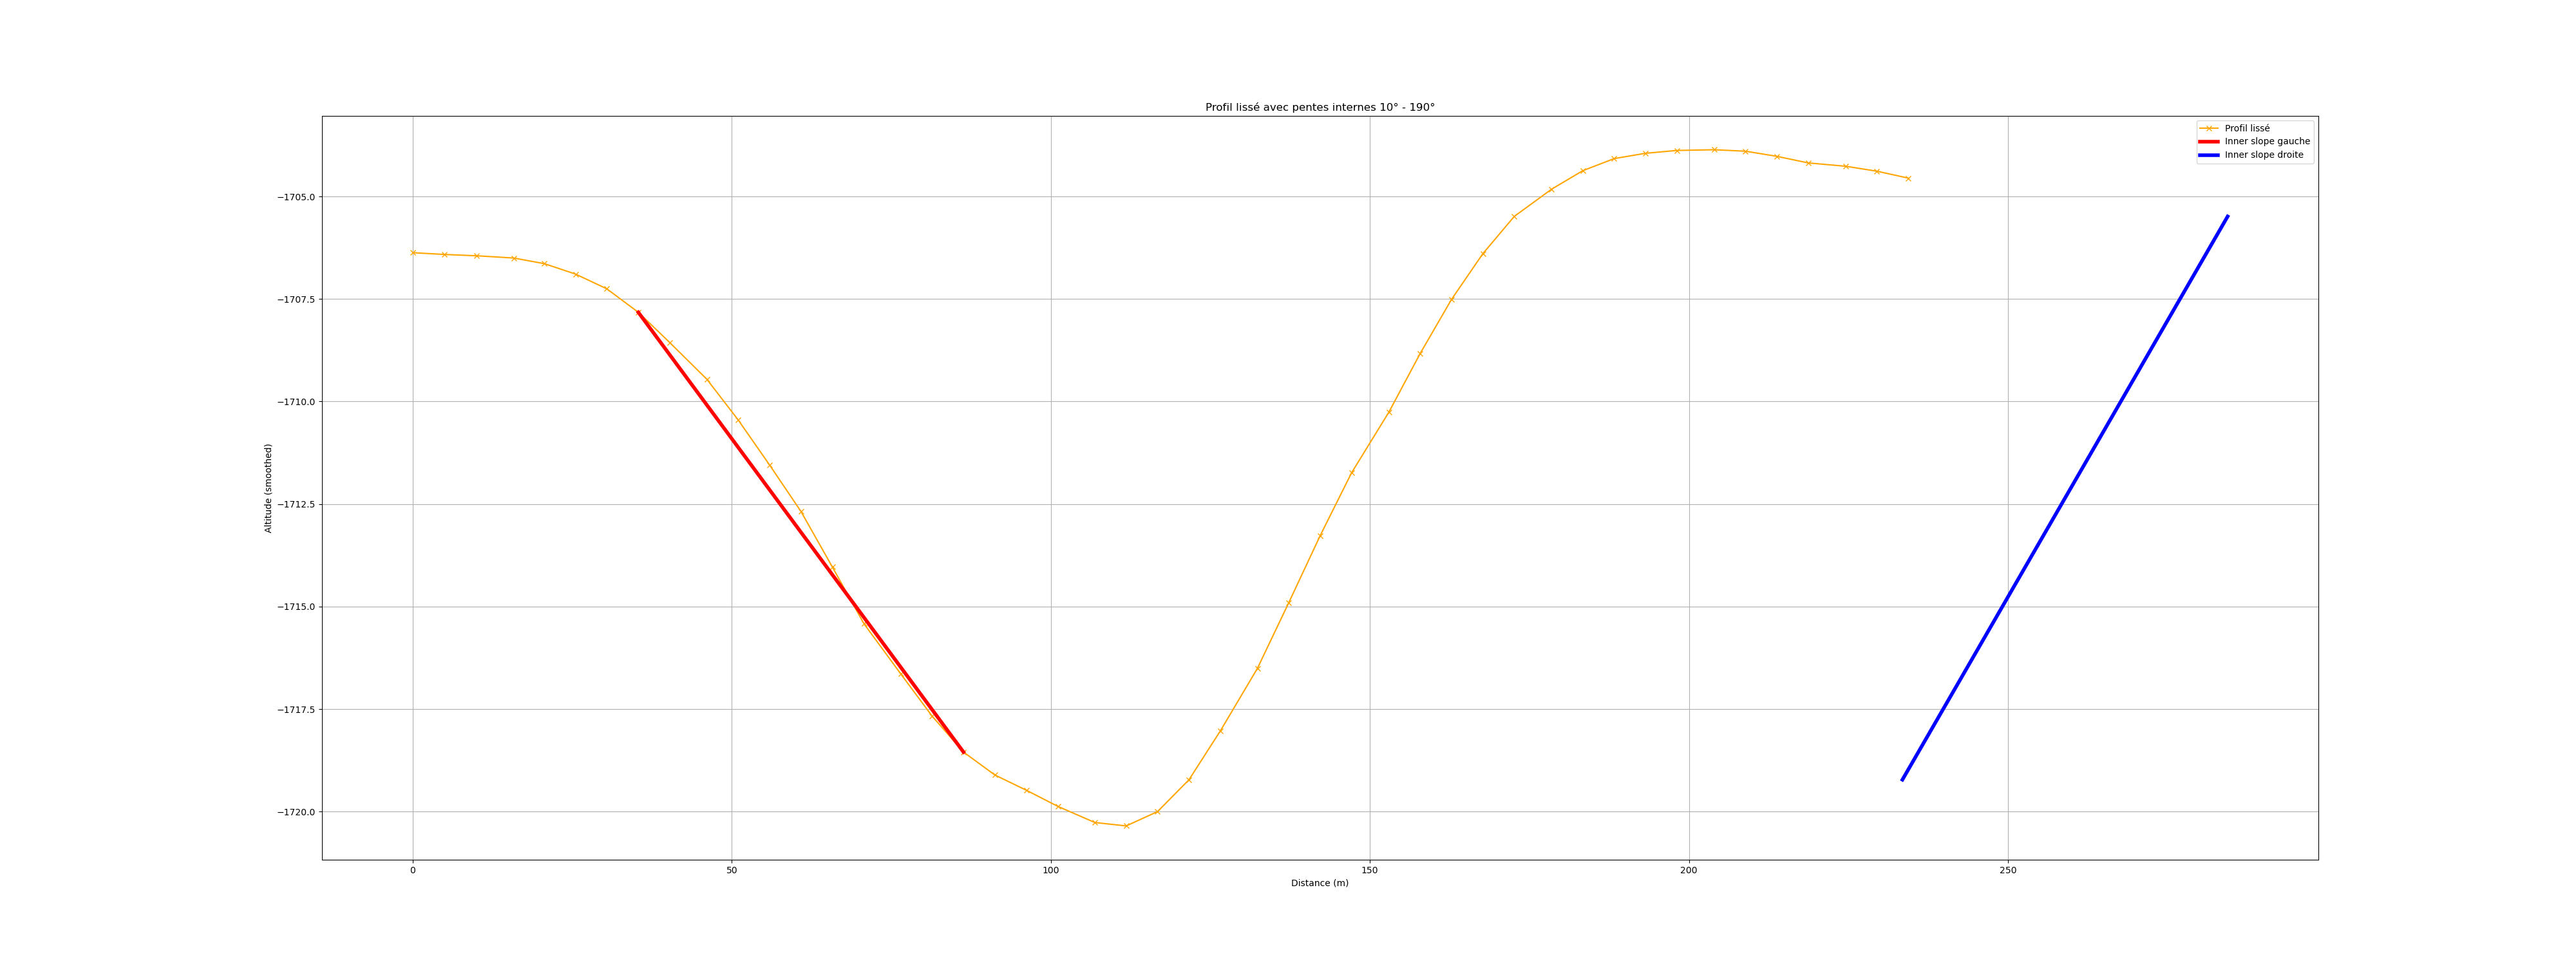 Profil lissé avec pentes internes 10° - 190°
Profil lissé
Inner slope gauche
Inner slope droite
−1705.0
−1707.5
−1710.0
−1712.5
−1715.0
−1717.5
−1720.0
Altitude (smoothed)
0 50 100 150 200 250
Distance (m)